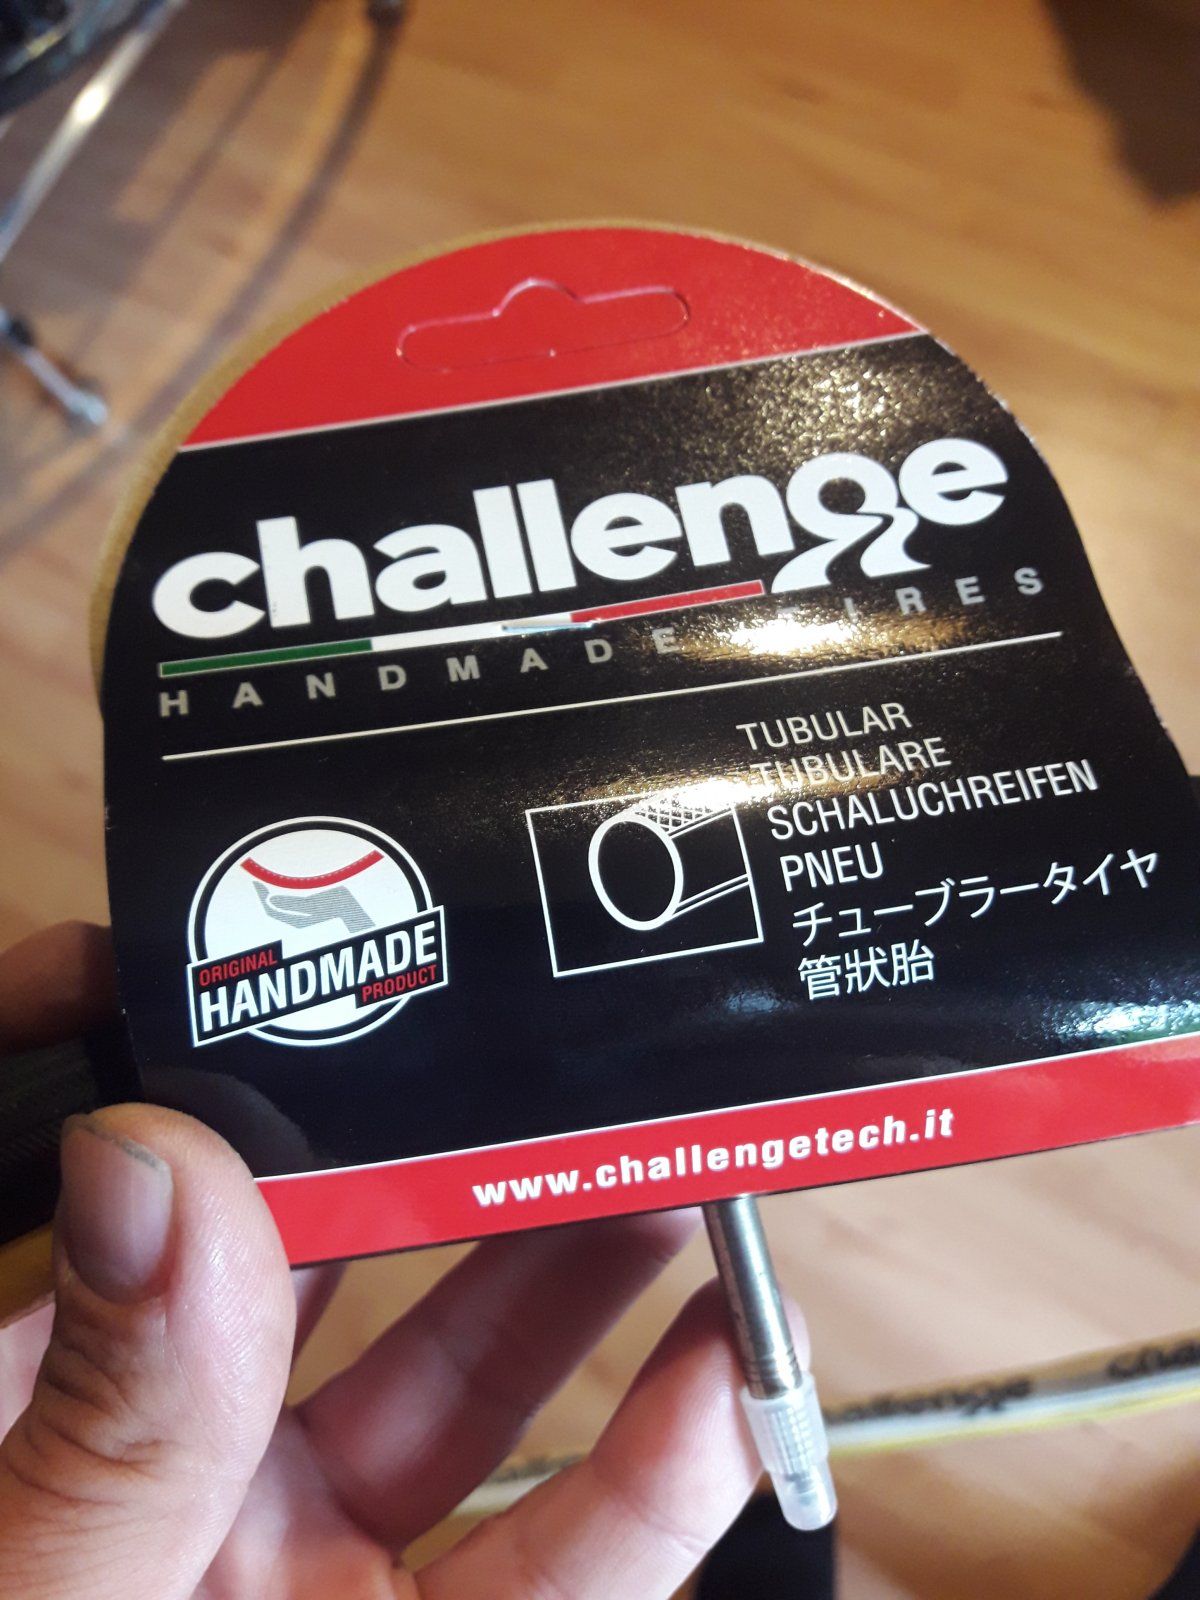 challenge
HANDMADE TIRES
TUBULAR
TUBULARE
SCHALUCHREIFEN
PNEU
チューブラータイヤ
管狀胎
ORIGINAL
HANDMADE
PRODUCT
www.challengetech.it
challenge